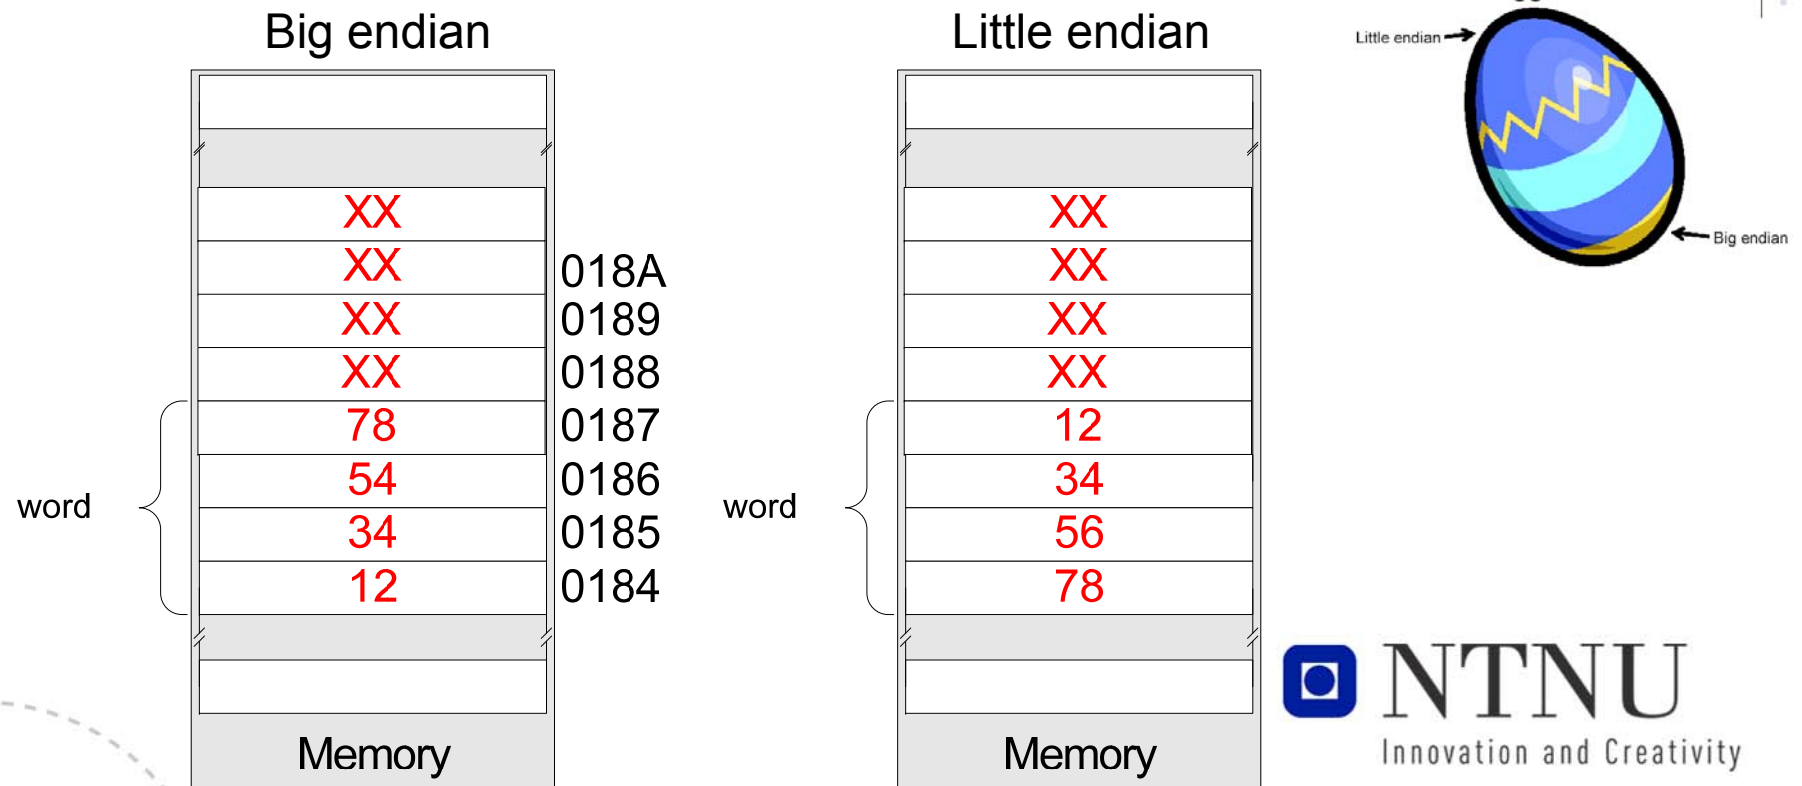 Big endian
Little endian
Little endian
Big endian
XX
XX 018A
XX 0189
XX 0188
78 0187
54 0186
34 0185
12 0184
word
Memory
XX
XX
XX
XX
12
34
56
78
word
Memory
NTNU
Innovation and Creativity